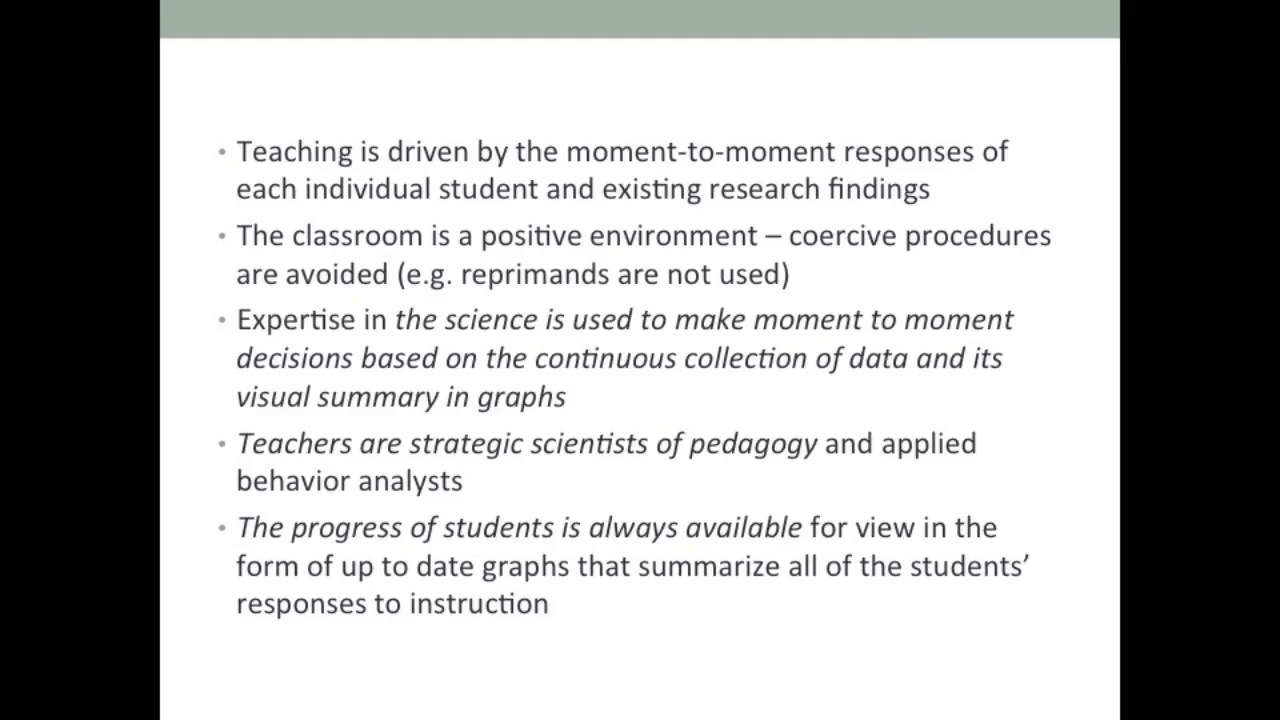 • Teaching is driven by the moment-to-moment responses of
each individual student and existing research findings
• The classroom is a positive environment – coercive procedures
are avoided (e.g. reprimands are not used)
• Expertise in the science is used to make moment to moment
decisions based on the continuous collection of data and its
visual summary in graphs
• Teachers are strategic scientists of pedagogy and applied
behavior analysts
• The progress of students is always available for view in the
form of up to date graphs that summarize all of the students’
responses to instruction